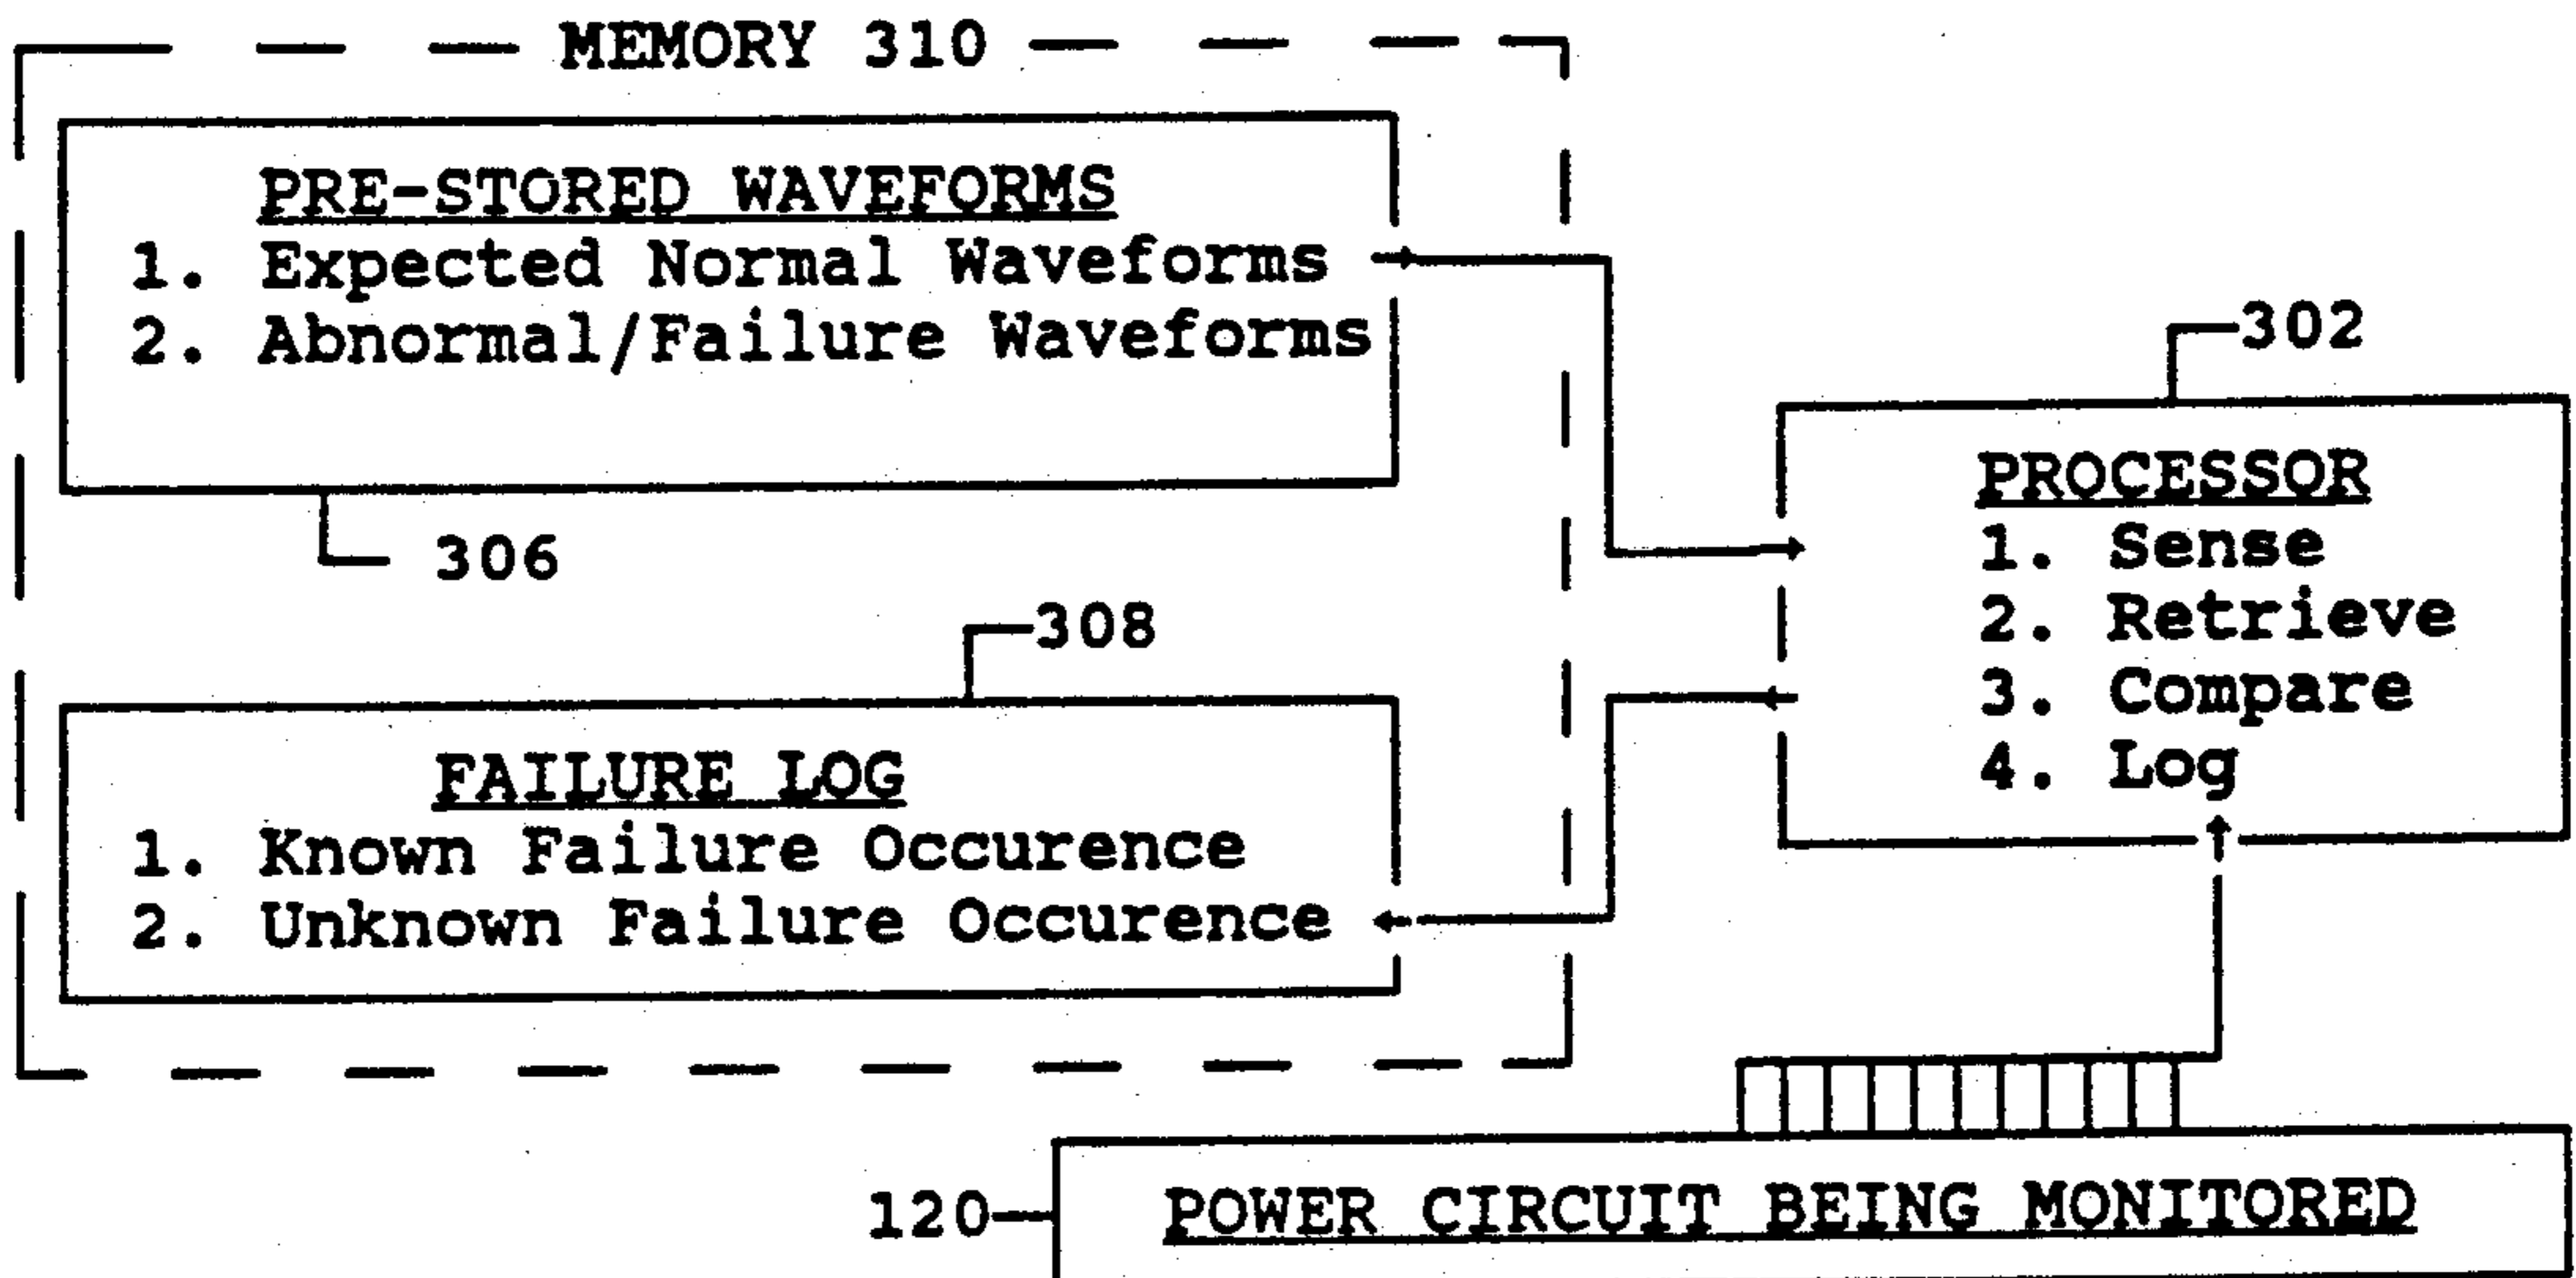 MEMORY 310
PRE-STORED WAVEFORMS
1. Expected Normal Waveforms
2. Abnormal/Failure Waveforms
306
302
PROCESSOR
1. Sense
2. Retrieve
3. Compare
4. Log
308
FAILURE LOG
1. Known Failure Occurence
2. Unknown Failure Occurence
120
POWER CIRCUIT BEING MONITORED